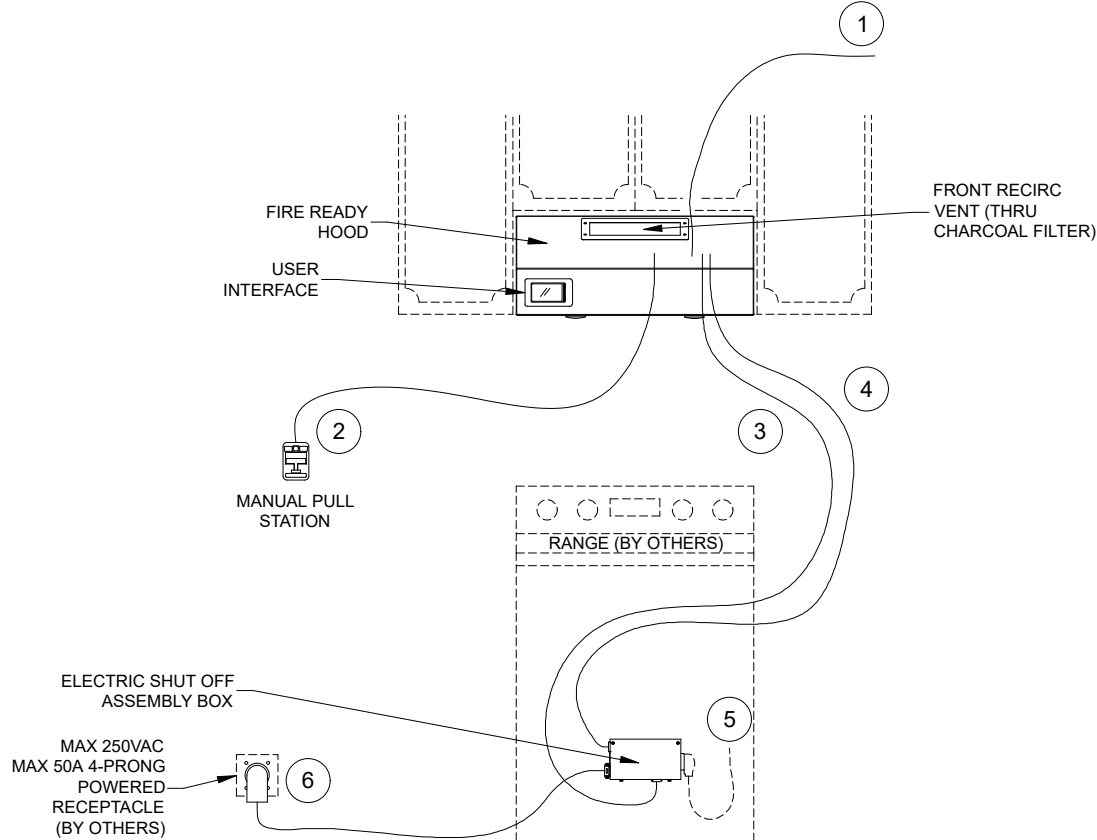 1
FIRE READY
HOOD
FRONT RECIRC
VENT (THRU
CHARCOAL FILTER)
USER
INTERFACE
4
2
3
MANUAL PULL
STATION
RANGE (BY OTHERS)
ELECTRIC SHUT OFF
ASSEMBLY BOX
5
MAX 250VAC
MAX 50A 4-PRONG
POWERED
RECEPTACLE
(BY OTHERS)
6